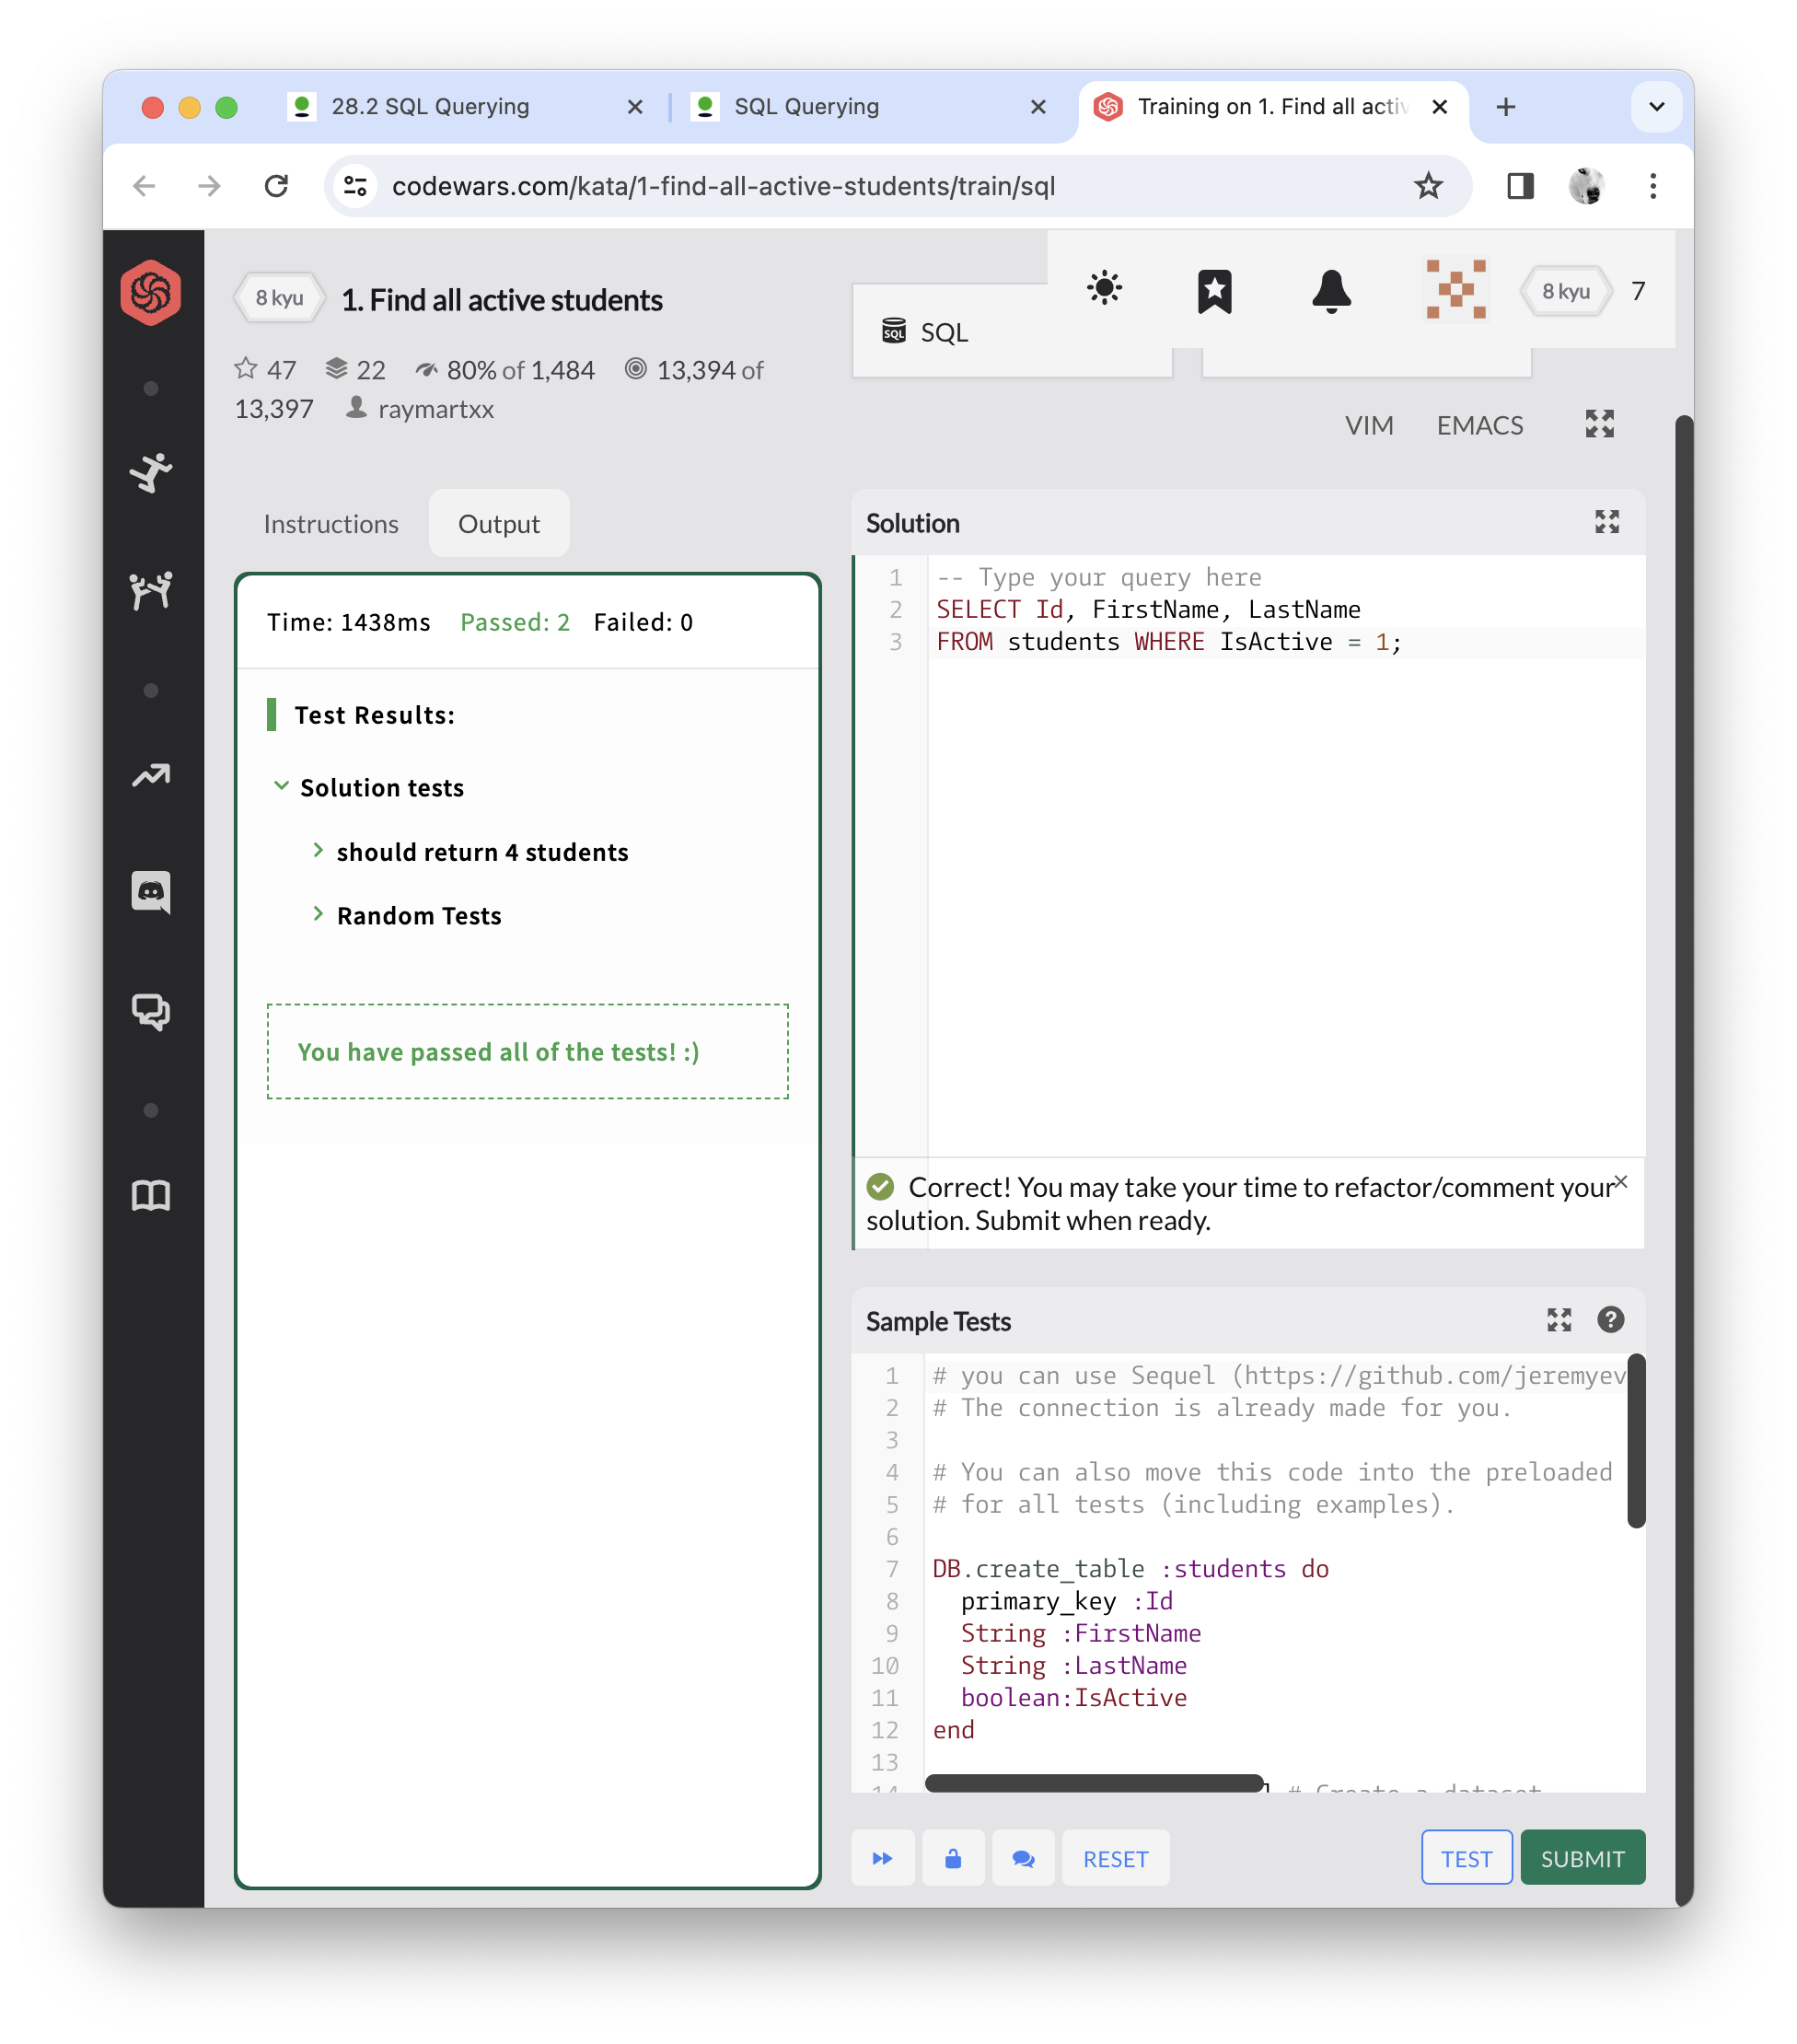 28.2 SQL Querying
SQL Querying
Training on 1. Find all activ
codewars.com/kata/1-find-all-active-students/train/sql
8 kyu
1. Find all active students
SQL
SQL
8 kyu
7
47 22 80% of 1,484 13,394 of
13,397 raymartxx
VIM EMACS
Instructions
Output
Time: 1438ms Passed: 2 Failed: 0
Test Results:
Solution tests
should return 4 students
Random Tests
You have passed all of the tests! :)
Solution
1 -- Type your query here
2 SELECT Id, FirstName, LastName
3 FROM students WHERE IsActive = 1;
Correct! You may take your time to refactor/comment your
solution. Submit when ready.
Sample Tests
1 # you can use Sequel (https://github.com/jeremyev
2 # The connection is already made for you.
3
4 # You can also move this code into the preloaded
5 # for all tests (including examples).
6
7 DB.create_table :students do
8 primary_key :Id
9 String :FirstName
10 String :LastName
11 boolean:IsActive
12 end
13
14 ] # Create a dataset
RESET
TEST
SUBMIT